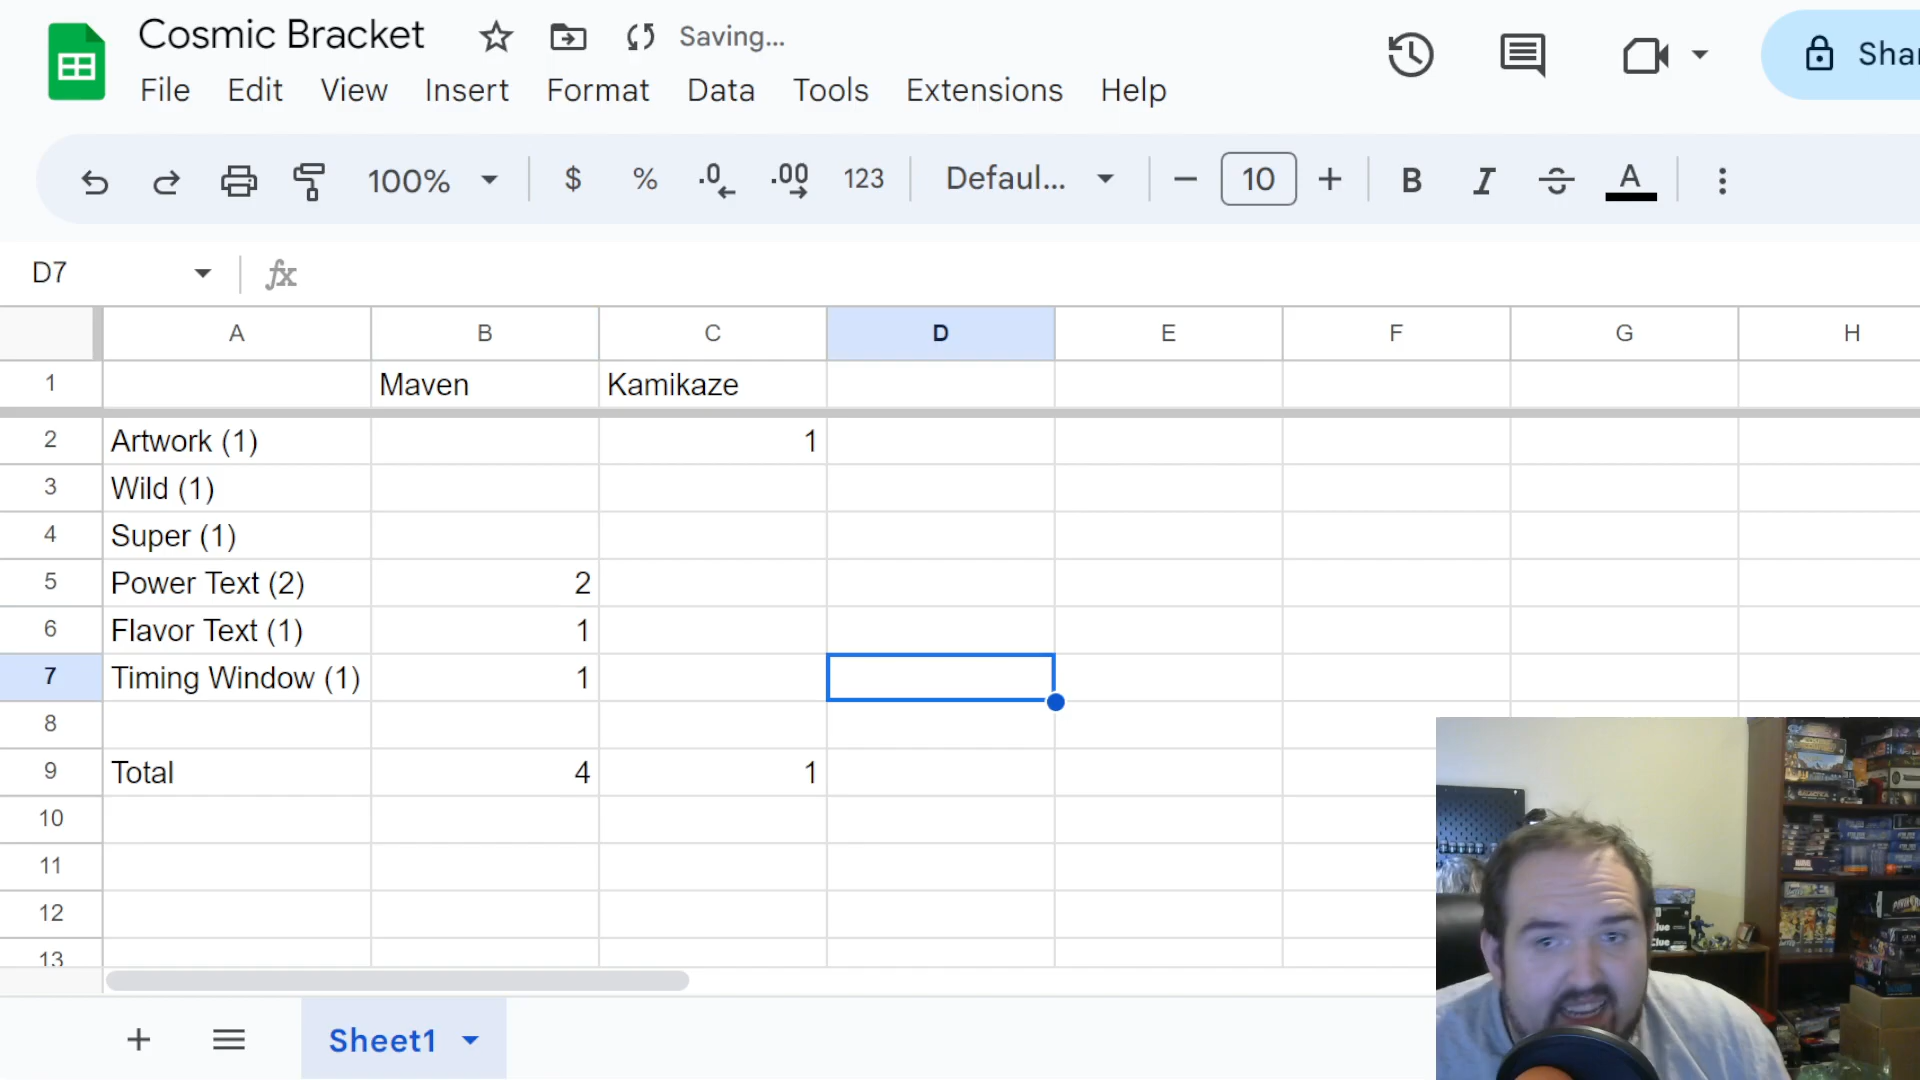 Cosmic Bracket Saving...
File Edit View Insert Format Data Tools Extensions Help
100% $ % .0 .00 123 Defaul... − 10 + B I S A
D7 fx
A B C D E F G H
1 Maven Kamikaze
2 Artwork (1) 1
3 Wild (1)
4 Super (1)
5 Power Text (2) 2
6 Flavor Text (1) 1
7 Timing Window (1) 1
8
9 Total 4 1
10
11
12
13
+ Sheet1
Clue